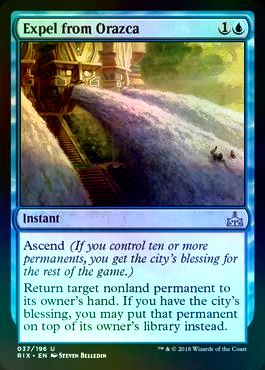 Expel from Orazca 1
Instant
Ascend (If you control ten or more
permanents, you get the city's blessing for
the rest of the game.)
Return target nonland permanent to
its owner's hand. If you have the city's
blessing, you may put that permanent
on top of its owner's library instead.
037/196 U
RIX • EN Steven Belledin ™ & © 2018 Wizards of the Coast